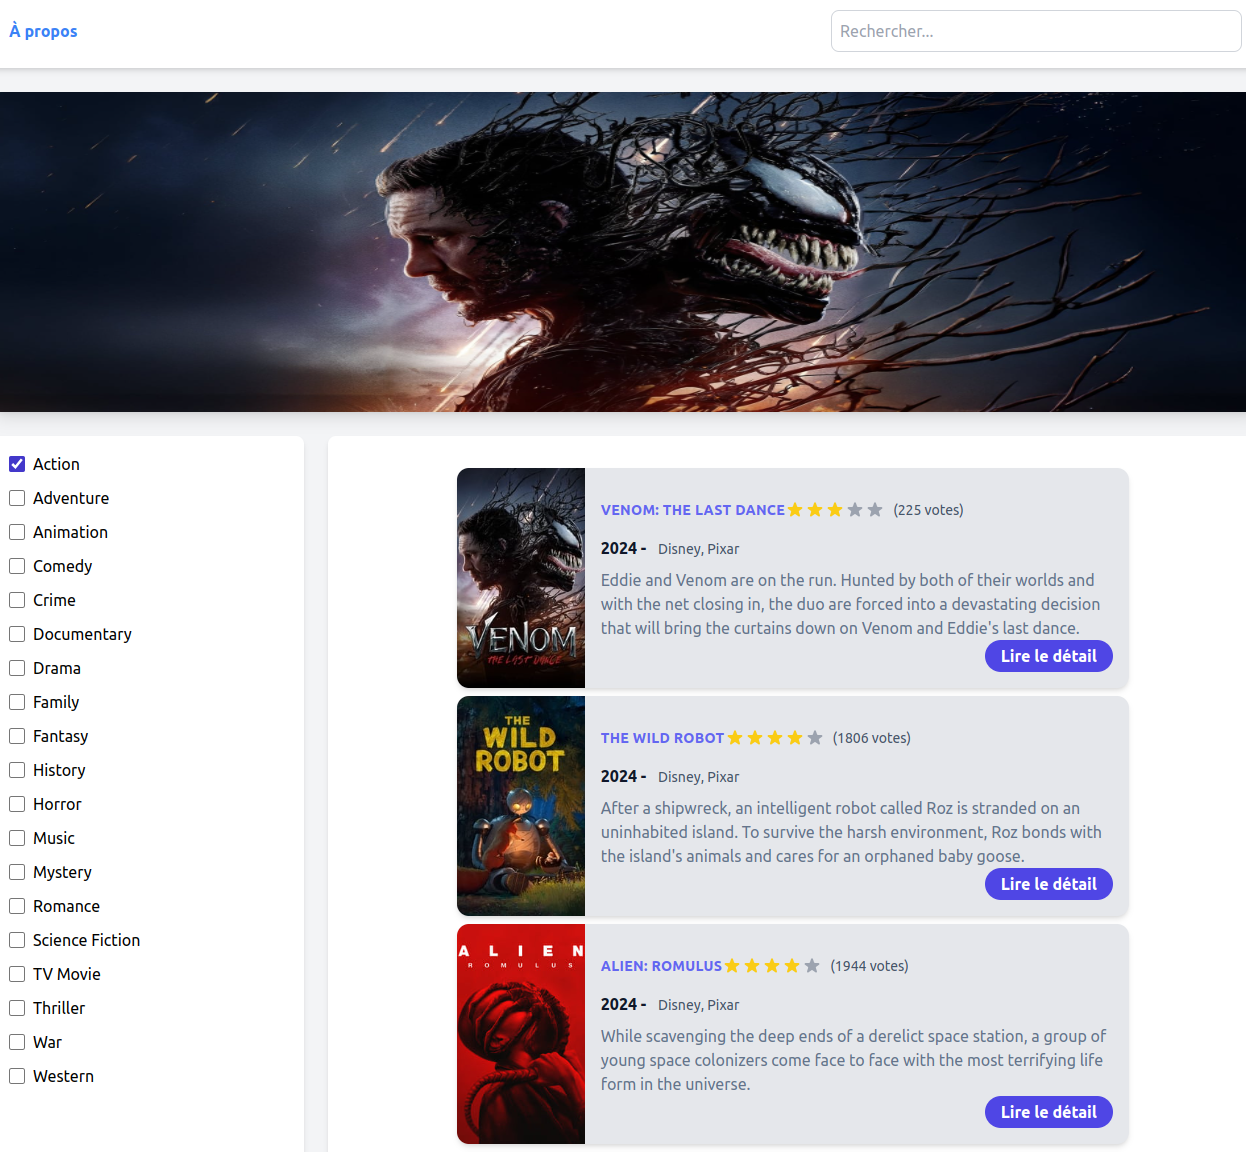 À propos
Rechercher...
Action
Adventure
Animation
Comedy
Crime
Documentary
Drama
Family
Fantasy
History
Horror
Music
Mystery
Romance
Science Fiction
TV Movie
Thriller
War
Western
VENOM
THE LAST DANCE
VENOM: THE LAST DANCE (225 votes)
2024 - Disney, Pixar
Eddie and Venom are on the run. Hunted by both of their worlds and
with the net closing in, the duo are forced into a devastating decision
that will bring the curtains down on Venom and Eddie's last dance.
Lire le détail
THE
WILD
ROBOT
THE WILD ROBOT (1806 votes)
2024 - Disney, Pixar
After a shipwreck, an intelligent robot called Roz is stranded on an
uninhabited island. To survive the harsh environment, Roz bonds with
the island's animals and cares for an orphaned baby goose.
Lire le détail
ALIEN
ROMULUS
ALIEN: ROMULUS (1944 votes)
2024 - Disney, Pixar
While scavenging the deep ends of a derelict space station, a group of
young space colonizers come face to face with the most terrifying life
form in the universe.
Lire le détail